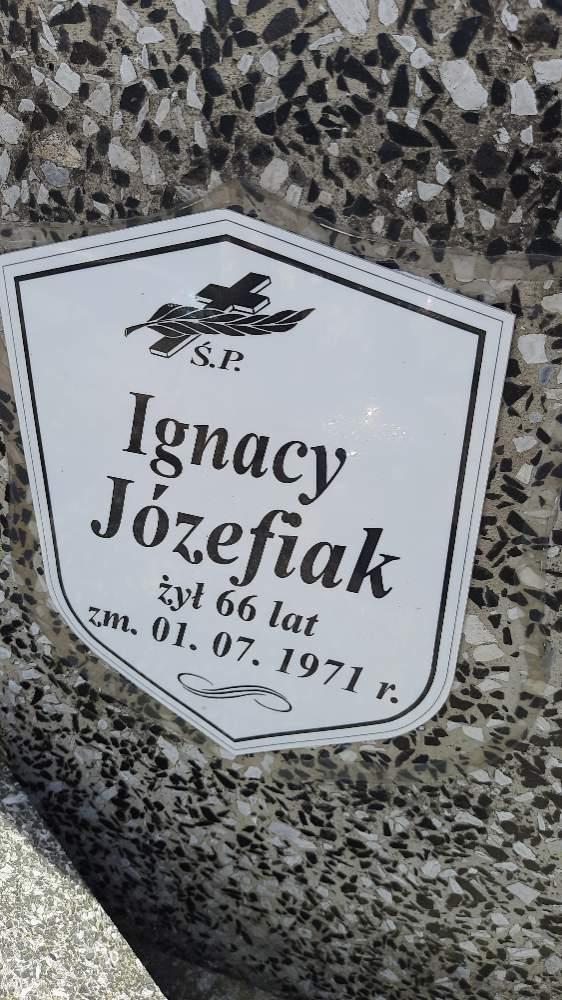 Ś.P.
Ignacy
Józefiak
żył 66 lat
zm. 01. 07. 1971 r.